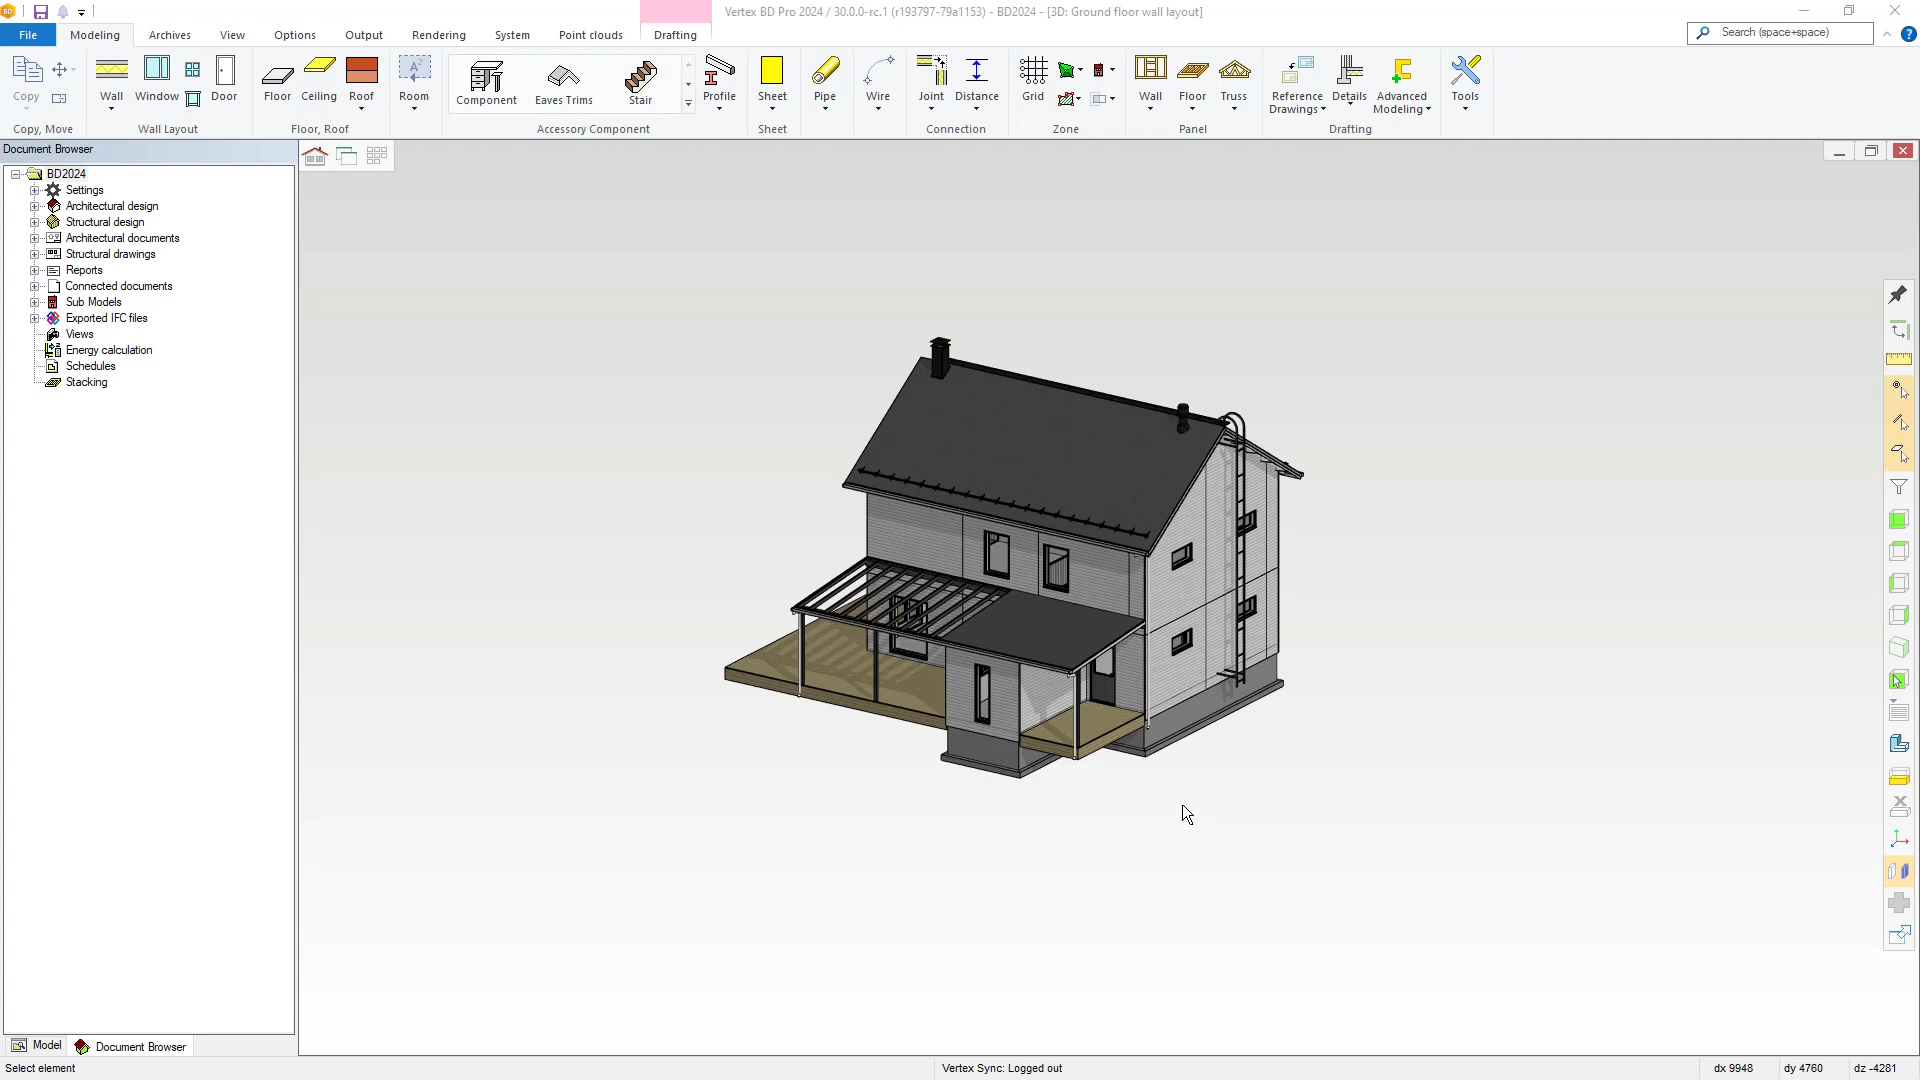 BD
Vertex BD Pro 2024 / 30.0.0-rc.1 (r193797-79a1153) - BD2024 - [3D: Ground floor wall layout]
File Modeling Archives View Options Output Rendering System Point clouds Drafting
Search (space+space)
Copy Wall Window Door Floor Ceiling Roof Room Component Eaves Trims Stair Profile Sheet Pipe Wire Joint Distance Grid Wall Floor Truss Reference Drawings Details Advanced Modeling Tools
Copy, Move Wall Layout Floor, Roof Accessory Component Sheet Connection Zone Panel Drafting
Document Browser
BD2024
Settings
Architectural design
Structural design
Architectural documents
Structural drawings
Reports
Connected documents
Sub Models
Exported IFC files
Views
Energy calculation
Schedules
Stacking
Model Document Browser
Select element Vertex Sync: Logged out dx 9948 dy 4760 dz -4281